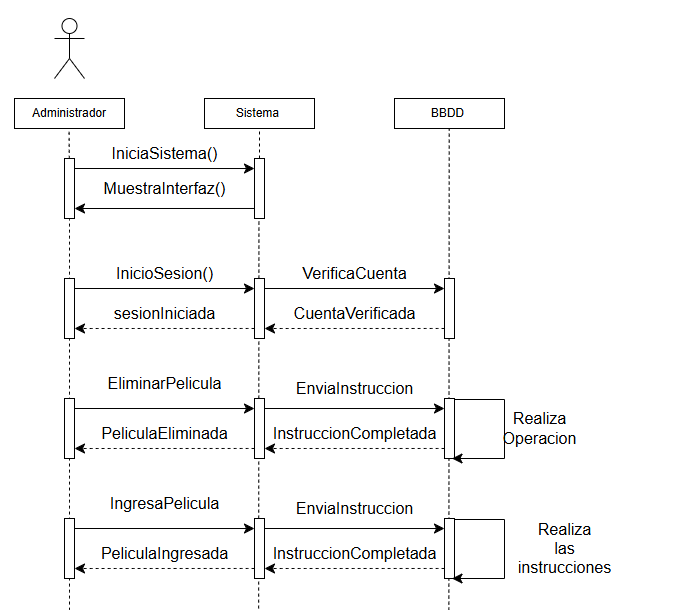 Administrador
Sistema
BBDD
IniciaSistema()
MuestraInterfaz()
InicioSesion()
VerificaCuenta
sesionIniciada
CuentaVerificada
EliminarPelicula
EnviaInstruccion
Realiza
Operacion
PeliculaEliminada
InstruccionCompletada
IngresaPelicula
EnviaInstruccion
Realiza
las
instrucciones
PeliculaIngresada
InstruccionCompletada